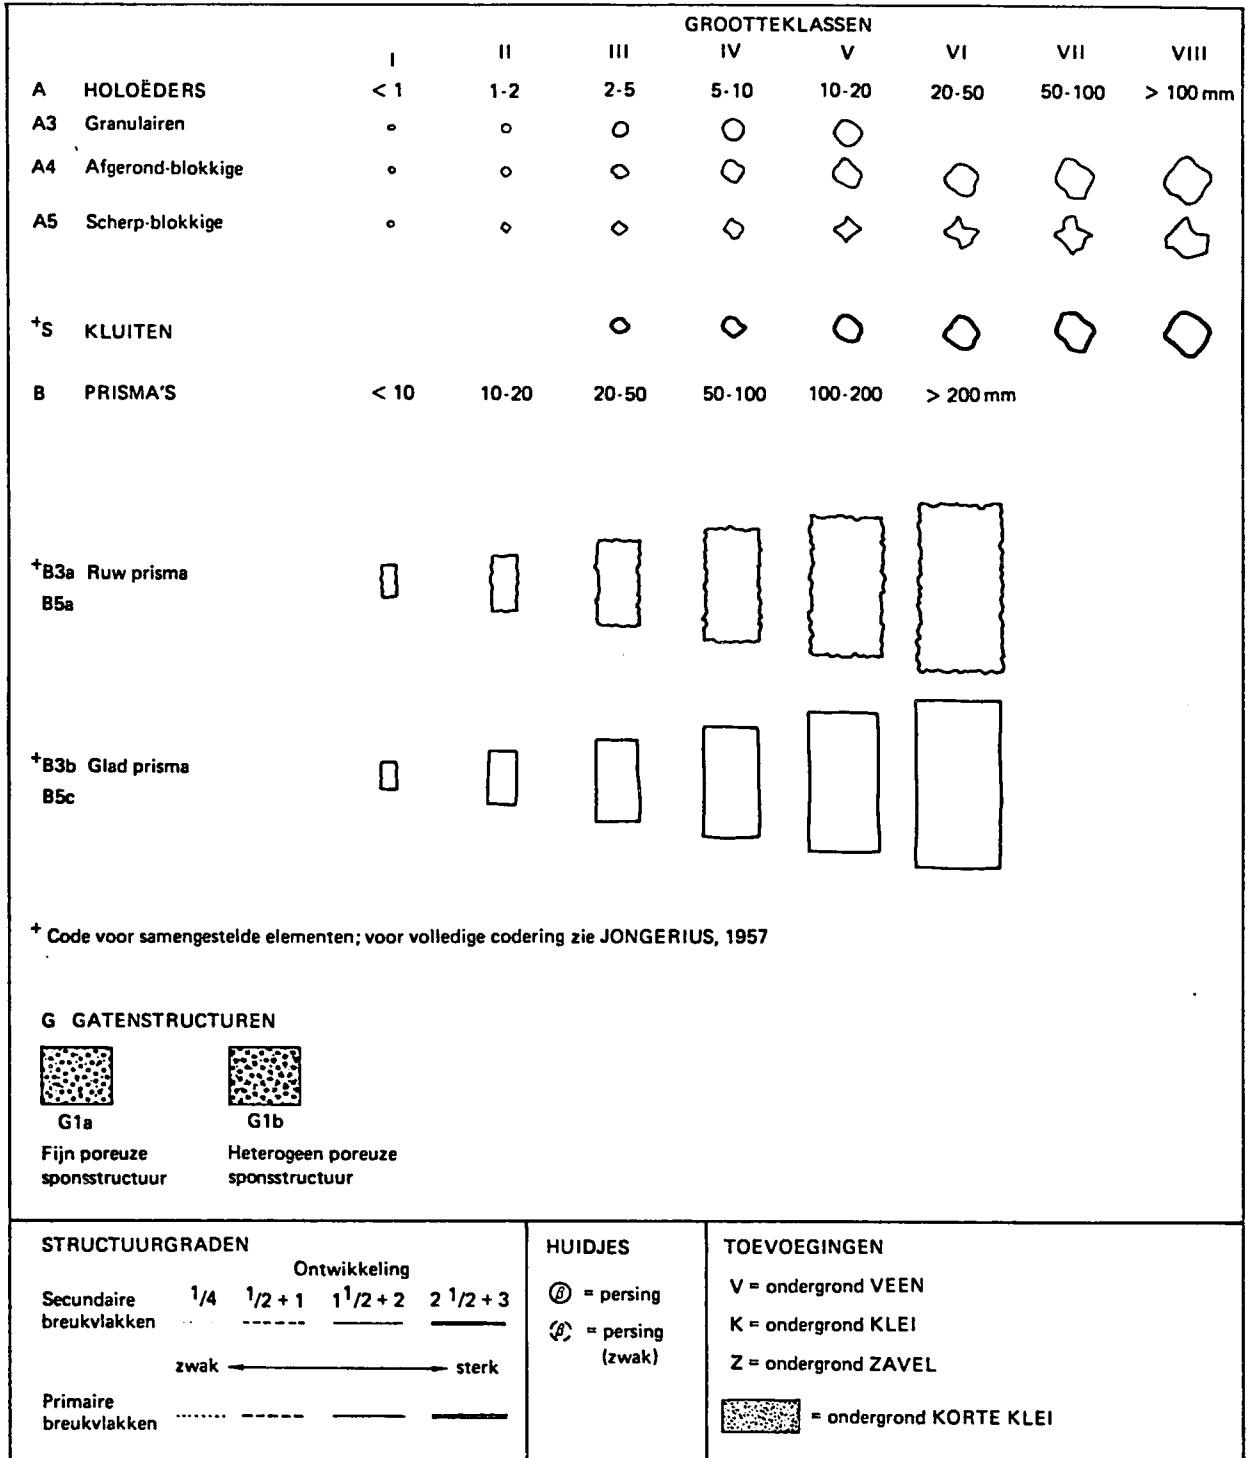 GROOTTEKLASSEN
I II III IV V VI VII VIII
A HOLOËDERS < 1 1-2 2-5 5-10 10-20 20-50 50-100 > 100 mm
A3 Granulairen
A4 Afgerond-blokkige
A5 Scherp-blokkige
+S KLUITEN
B PRISMA'S < 10 10-20 20-50 50-100 100-200 > 200 mm
+B3a Ruw prisma
B5a
+B3b Glad prisma
B5c
+ Code voor samengestelde elementen; voor volledige codering zie JONGERIUS, 1957
G GATENSTRUCTUREN
G1a G1b
Fijn poreuze Heterogeen poreuze
sponsstructuur sponsstructuur
STRUCTUURGRADEN
Ontwikkeling
Secundaire 1/4 1/2 + 1 1 1/2 + 2 2 1/2 + 3
breukvlakken
zwak sterk
Primaire
breukvlakken
HUIDJES
β = persing
β = persing
(zwak)
TOEVOEGINGEN
V = ondergrond VEEN
K = ondergrond KLEI
Z = ondergrond ZAVEL
= ondergrond KORTE KLEI